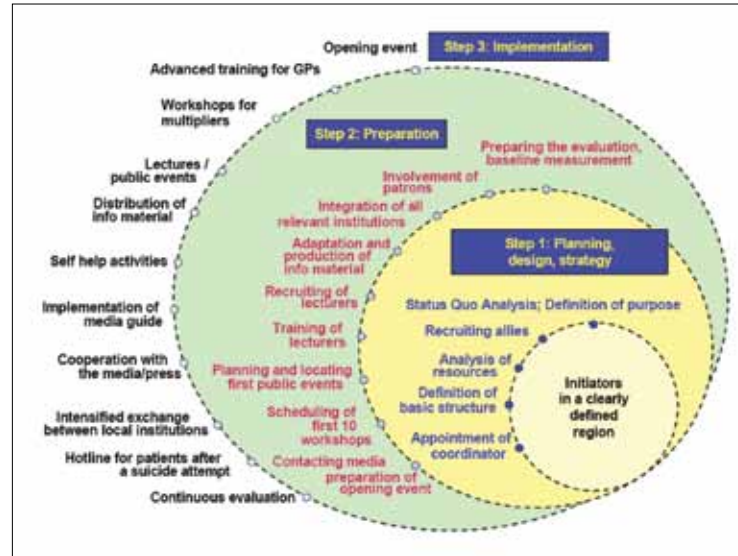 Opening event
Step 3: Implementation
Advanced training for GPs
Workshops for
multipliers
Lectures /
public events
Distribution of
info material
Self help activities
Implementation of
media guide
Cooperation with
the media/press
Intensified exchange
between local institutions
Hotline for patients after
a suicide attempt
Continuous evaluation
Step 2: Preparation
Preparing the evaluation,
baseline measurement
Involvement of
patrons
Integration of all
relevant institutions
Adaptation and
production of
info material
Recruiting of
lecturers
Training of
lecturers
Planning and locating
first public events
Scheduling of
first 10
workshops
Contacting media
preparation of
opening event
Step 1: Planning,
design, strategy
Status Quo Analysis; Definition of purpose
Recruiting allies
Analysis of
resources
Definition of
basic structure
Appointment of
coordinator
Initiators
in a clearly
defined
region